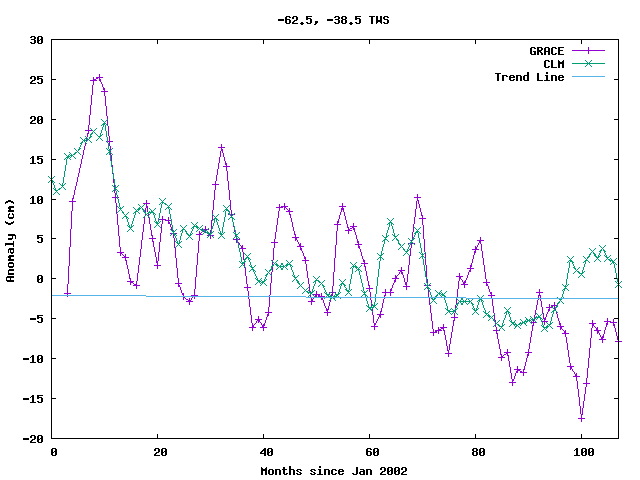 -62.5, -38.5 TWS
GRACE
CLM
Trend Line
30
25
20
15
10
5
0
-5
-10
-15
-20
Anomaly (cm)
0 20 40 60 80 100
Months since Jan 2002